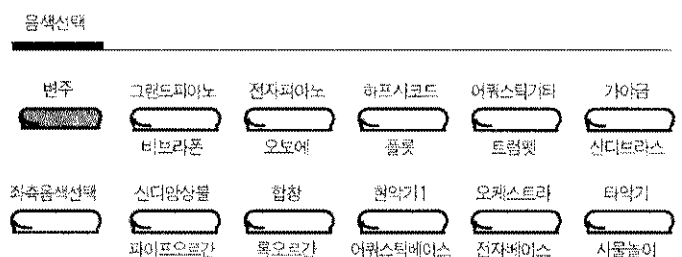 음색선택
변주 그랜드피아노 전자피아노 하프시코드 어쿼스틱기타 가야금
비브라폰 오보에 플룻 트럼펫 신디브라스
좌측음색선택 신디앙상블 합창 현악기1 오케스트라 타악기
파이프오르간 록오르간 어쿼스틱베이스 전자베이스 사물놀이